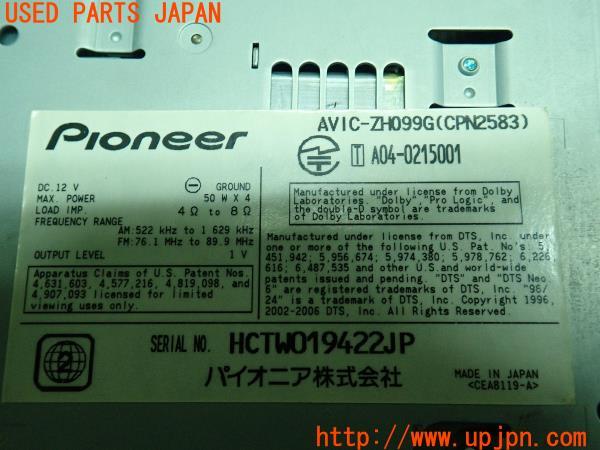 USED PARTS JAPAN
Pioneer
AVIC-ZH099G(CPN2583)
T A04-0215001
DC. 12 V ⊖ GROUND
MAX. POWER 50 W X 4
LOAD IMP. 4 Ω to 8 Ω
FREQUENCY RANGE
AM:522 kHz to 1 629 kHz
FM:76.1 MHz to 89.9 MHz
OUTPUT LEVEL 1 V
Apparatus Claims of U.S. Patent Nos.
4,631,603, 4,577,216, 4,819,098, and
4,907,093 licensed for limited
viewing uses only.
Manufactured under license from Dolby
Laboratories. "Dolby", "Pro Logic", and
the double-D symbol are trademarks
of Dolby Laboratories.
Manufactured under license from DTS, Inc. under
one or more of the following U.S. Pat. No's: 5,
451,942; 5,956,674; 5,974,380; 5,978,762; 6,226,
616; 6,487,535 and other U.S. and world-wide
patents issued and pending. "DTS" and "DTS Neo
6" are registered trademarks of DTS, Inc. "96/
24" is a trademark of DTS, Inc. Copyright 1996,
2002-2006 DTS, Inc. All Rights Reserved.
2
SERIAL NO. HCTW019422JP
パイオニア株式会社
MADE IN JAPAN
<CEA8119-A>
http://www.upjpn.com/